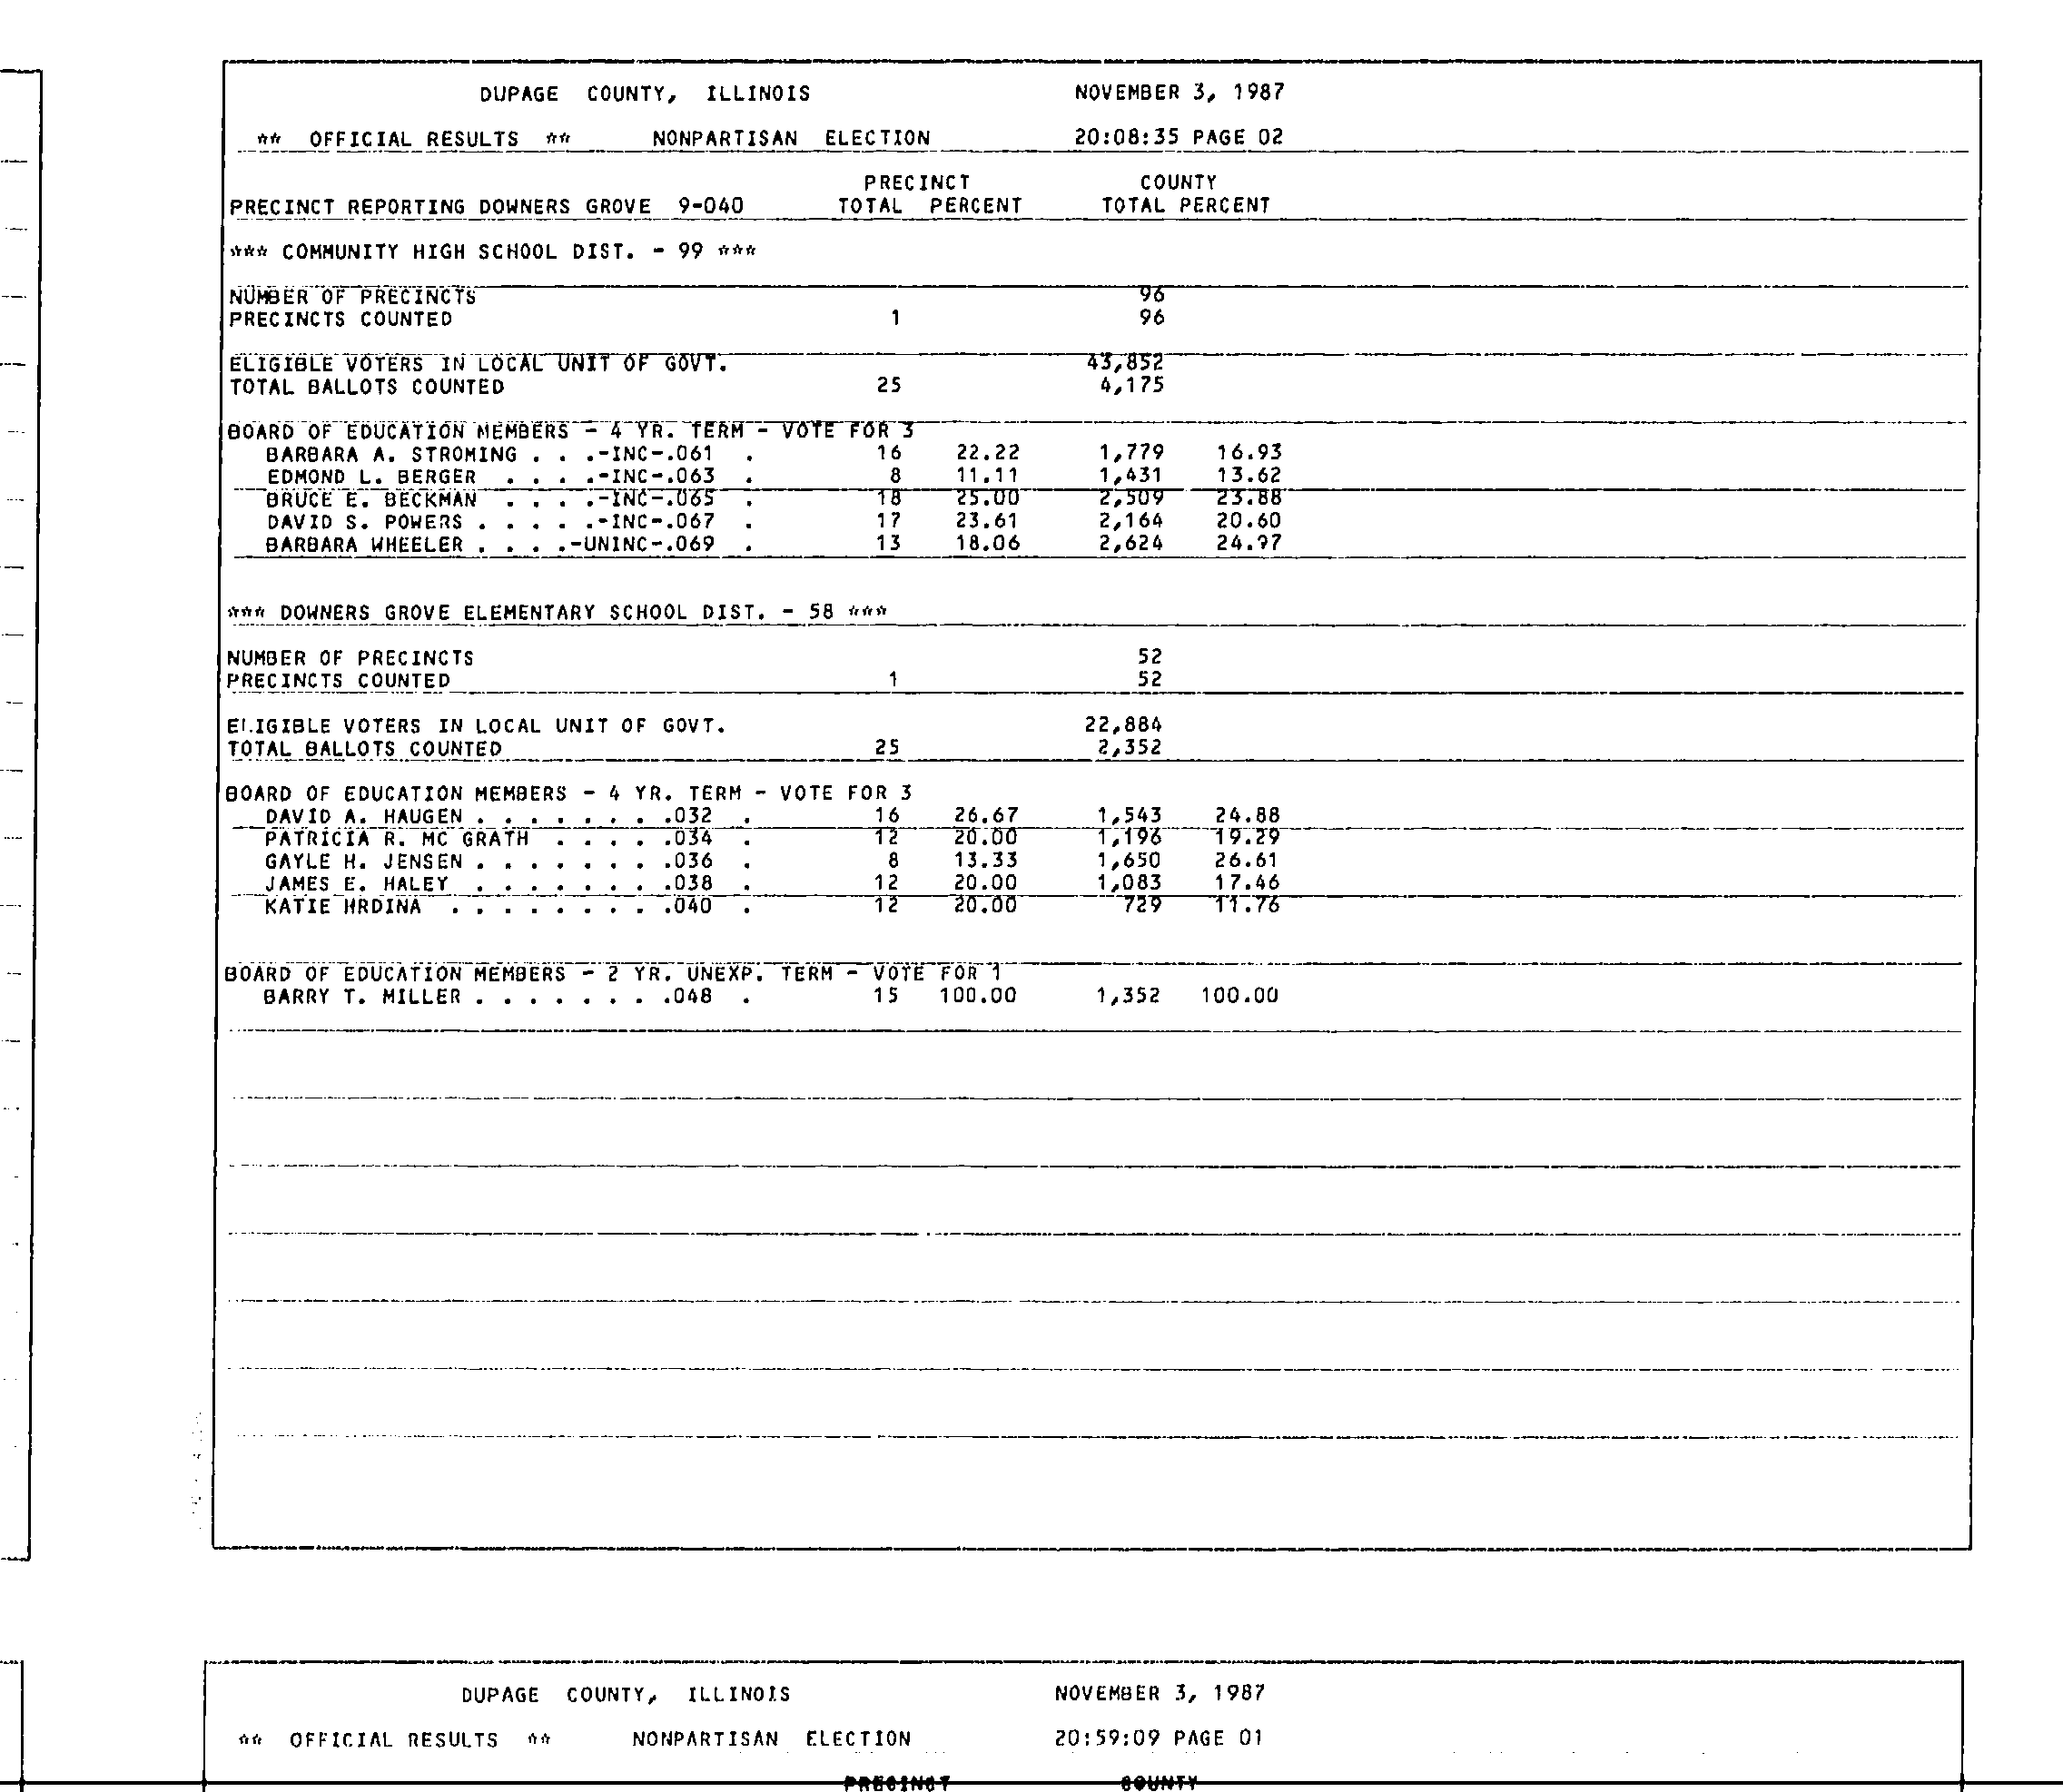 DUPAGE COUNTY, ILLINOIS NOVEMBER 3, 1987
** OFFICIAL RESULTS ** NONPARTISAN ELECTION 20:08:35 PAGE 02
PRECINCT COUNTY
PRECINCT REPORTING DOWNERS GROVE 9-040 TOTAL PERCENT TOTAL PERCENT
*** COMMUNITY HIGH SCHOOL DIST. - 99 ***
NUMBER OF PRECINCTS 96
PRECINCTS COUNTED 1 96
ELIGIBLE VOTERS IN LOCAL UNIT OF GOVT. 43,852
TOTAL BALLOTS COUNTED 25 4,175
BOARD OF EDUCATION MEMBERS - 4 YR. TERM - VOTE FOR 3
BARBARA A. STROMING . . .-INC-.061 . 16 22.22 1,779 16.93
EDMOND L. BERGER . . . .-INC-.063 . 8 11.11 1,431 13.62
BRUCE E. BECKMAN . . . .-INC-.065 . 18 25.00 2,509 23.88
DAVID S. POWERS . . . . .-INC-.067 . 17 23.61 2,164 20.60
BARBARA WHEELER . . . .-UNINC-.069 . 13 18.06 2,624 24.97
*** DOWNERS GROVE ELEMENTARY SCHOOL DIST. - 58 ***
NUMBER OF PRECINCTS 52
PRECINCTS COUNTED 1 52
ELIGIBLE VOTERS IN LOCAL UNIT OF GOVT. 22,884
TOTAL BALLOTS COUNTED 25 2,352
BOARD OF EDUCATION MEMBERS - 4 YR. TERM - VOTE FOR 3
DAVID A. HAUGEN . . . . . . . .032 . 16 26.67 1,543 24.88
PATRICIA R. MC GRATH . . . . .034 . 12 20.00 1,196 19.29
GAYLE H. JENSEN . . . . . . . .036 . 8 13.33 1,650 26.61
JAMES E. HALEY . . . . . . . .038 . 12 20.00 1,083 17.46
KATIE HRDINA . . . . . . . . .040 . 12 20.00 729 11.76
BOARD OF EDUCATION MEMBERS - 2 YR. UNEXP. TERM - VOTE FOR 1
BARRY T. MILLER . . . . . . . .048 . 15 100.00 1,352 100.00
DUPAGE COUNTY, ILLINOIS NOVEMBER 3, 1987
** OFFICIAL RESULTS ** NONPARTISAN ELECTION 20:59:09 PAGE 01
PRECINCT COUNTY